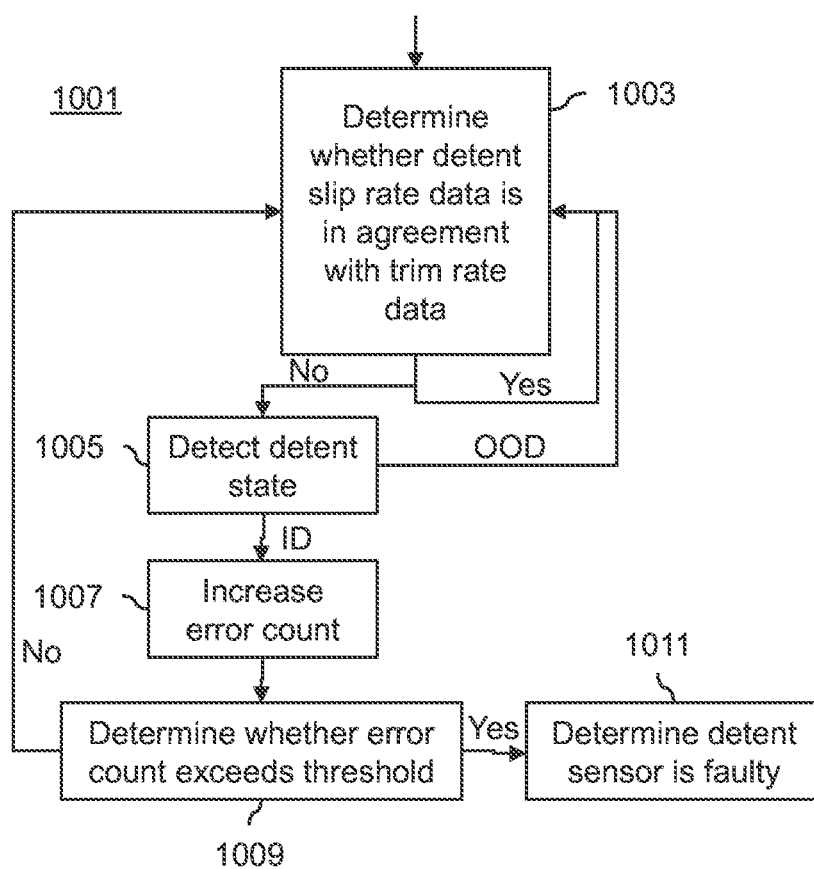 1001
1003
Determine
whether detent
slip rate data is
in agreement
with trim rate
data
No
Yes
1005
Detect detent
state
OOD
ID
1007
Increase
error count
No
1011
Determine whether error
count exceeds threshold
Yes
Determine detent
sensor is faulty
1009